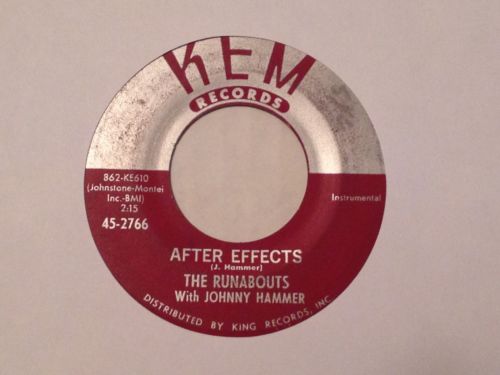 KEM
RECORDS
862-KE610
(Johnstone-Montei
Inc.-BMI)
2:15
45-2766
Instrumental
AFTER EFFECTS
(J. Hammer)
THE RUNABOUTS
With JOHNNY HAMMER
DISTRIBUTED BY KING RECORDS, INC.